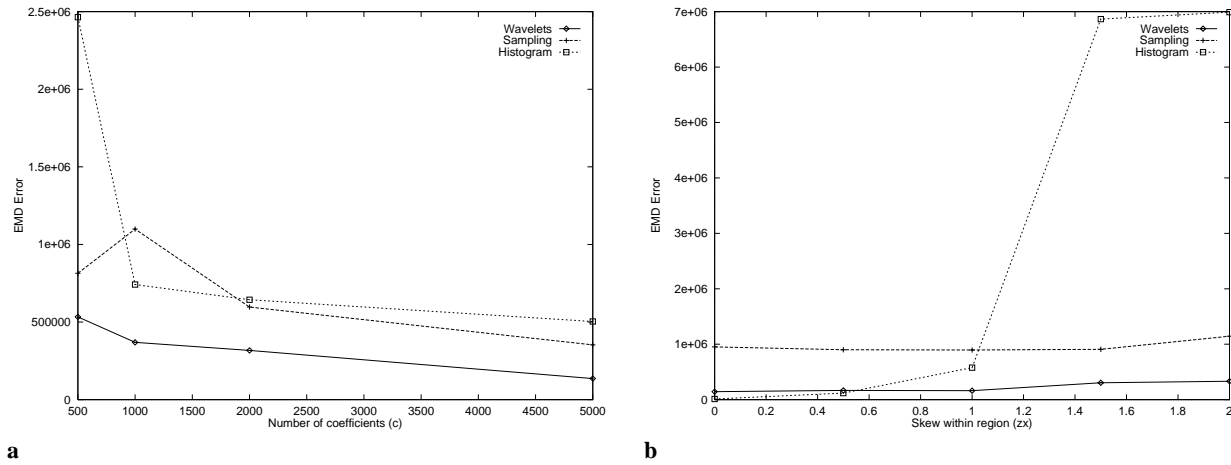 2.5e+06
2e+06
1.5e+06
1e+06
500000
0
EMD Error
500 1000 1500 2000 2500 3000 3500 4000 4500 5000
Number of coefficients (c)
Wavelets
Sampling
Histogram
a
7e+06
6e+06
5e+06
4e+06
3e+06
2e+06
1e+06
0
EMD Error
0 0.2 0.4 0.6 0.8 1 1.2 1.4 1.6 1.8 2
Skew within region (zx)
Wavelets
Sampling
Histogram
b